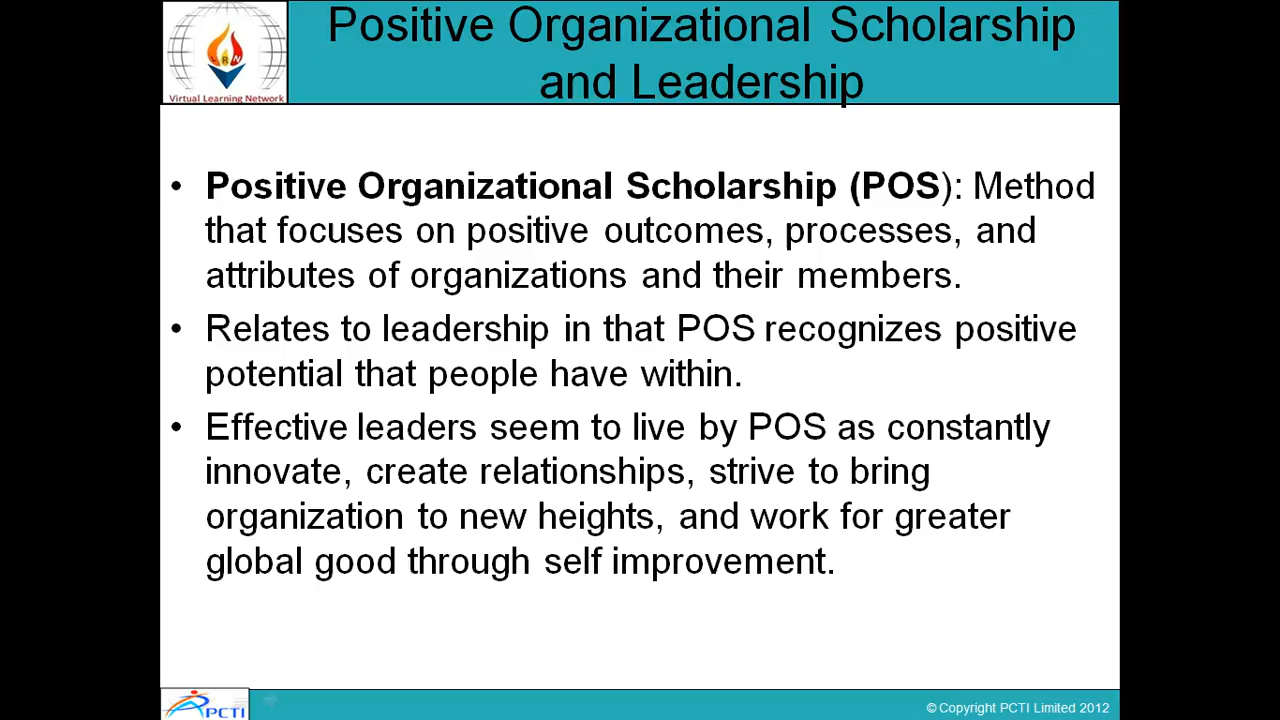 Positive Organizational Scholarship
and Leadership
LRN
Virtual Learning Network
• Positive Organizational Scholarship (POS): Method
that focuses on positive outcomes, processes, and
attributes of organizations and their members.
• Relates to leadership in that POS recognizes positive
potential that people have within.
• Effective leaders seem to live by POS as constantly
innovate, create relationships, strive to bring
organization to new heights, and work for greater
global good through self improvement.
PCTI
© Copyright PCTI Limited 2012